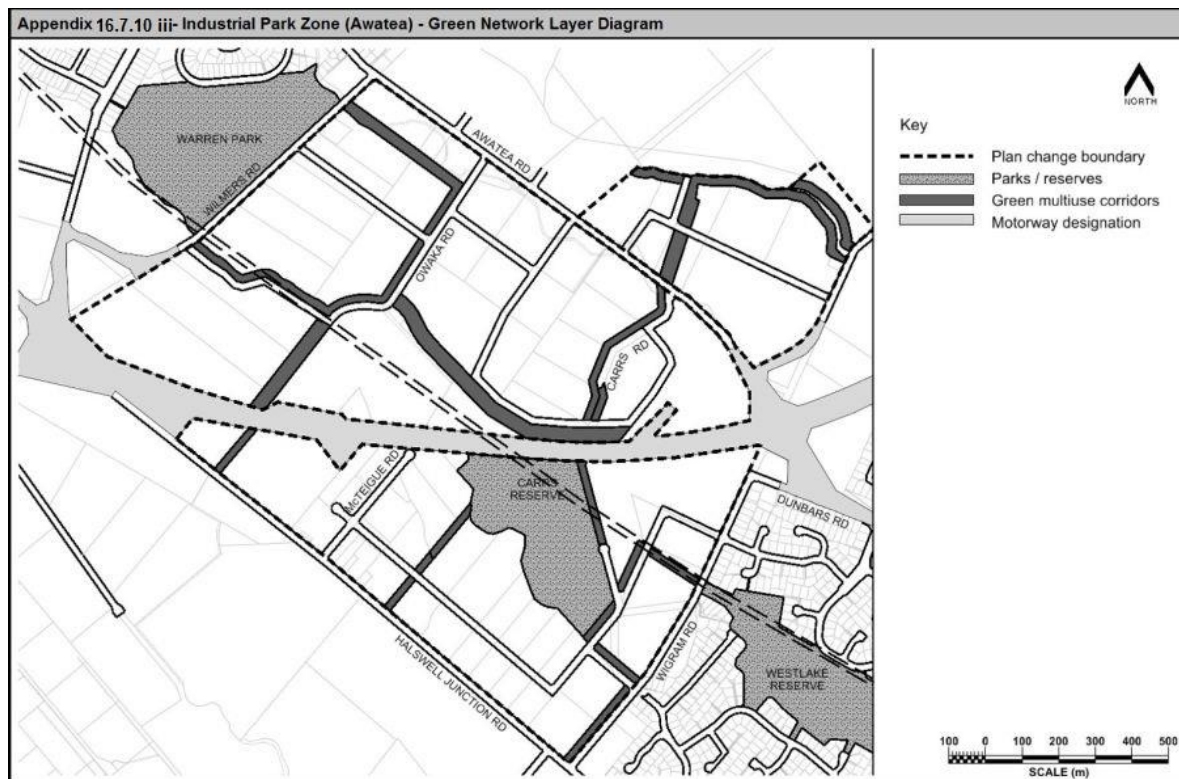 Appendix 16.7.10 iii- Industrial Park Zone (Awatea) - Green Network Layer Diagram
NORTH
Key
Plan change boundary
Parks / reserves
Green multiuse corridors
Motorway designation
WARREN PARK
AWATEA RD
WILMERS RD
OWAKA RD
CARRS RD
McTEIGUE RD
CARRS
RESERVE
DUNBARS RD
WIGRAM RD
HALSWELL JUNCTION RD
WESTLAKE
RESERVE
100 0 100 200 300 400 500
SCALE (m)